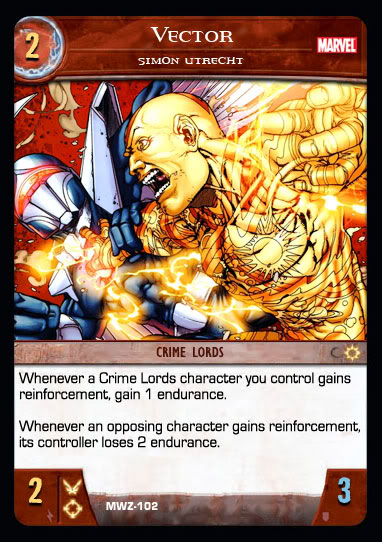 2
VECTOR
SIMON UTRECHT
MARVEL
CRIME LORDS
C
Whenever a Crime Lords character you control gains
reinforcement, gain 1 endurance.
Whenever an opposing character gains reinforcement,
its controller loses 2 endurance.
2
MWZ-102
3